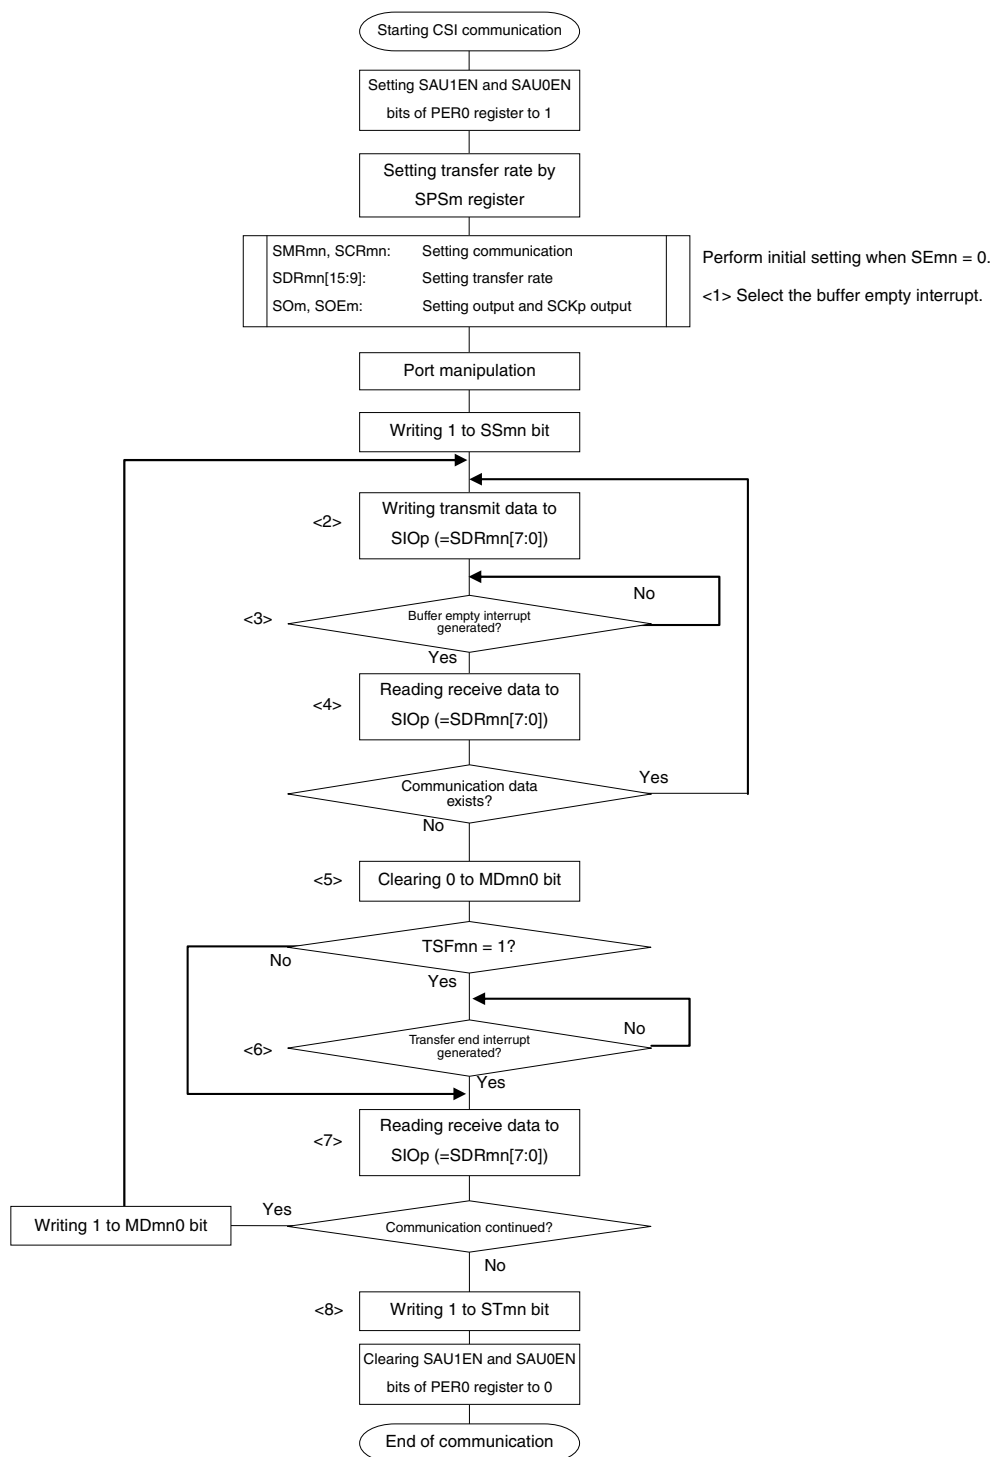 Starting CSI communication
Setting SAU1EN and SAU0EN
bits of PER0 register to 1
Setting transfer rate by
SPSm register
SMRmn, SCRmn: Setting communication
SDRmn[15:9]: Setting transfer rate
SOm, SOEm: Setting output and SCKp output
Perform initial setting when SEmn = 0.
<1> Select the buffer empty interrupt.
Port manipulation
Writing 1 to SSmn bit
<2>
Writing transmit data to
SIOp (=SDRmn[7:0])
No
<3>
Buffer empty interrupt
generated?
Yes
<4>
Reading receive data to
SIOp (=SDRmn[7:0])
Communication data
exists?
Yes
No
<5>
Clearing 0 to MDmn0 bit
TSFmn = 1?
No
Yes
No
<6>
Transfer end interrupt
generated?
Yes
<7>
Reading receive data to
SIOp (=SDRmn[7:0])
Yes
Writing 1 to MDmn0 bit
Communication continued?
No
<8>
Writing 1 to STmn bit
Clearing SAU1EN and SAU0EN
bits of PER0 register to 0
End of communication